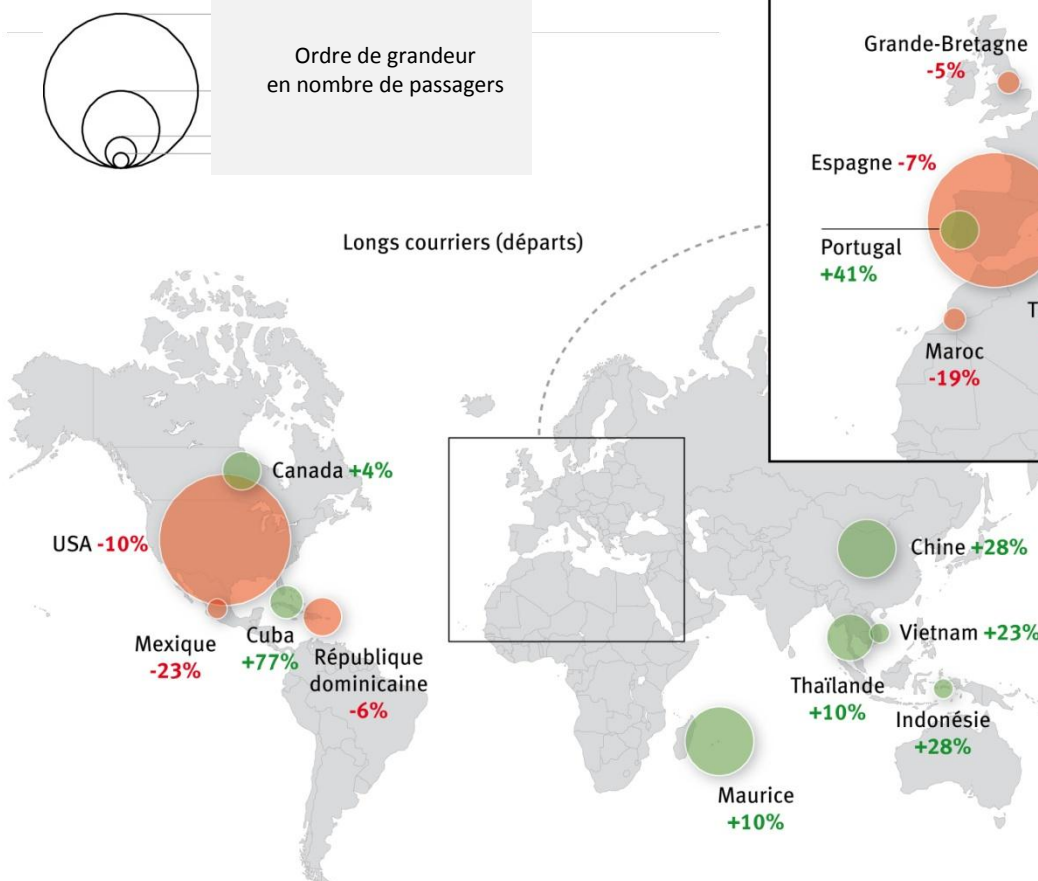 Ordre de grandeur
en nombre de passagers
Grande-Bretagne
-5%
Espagne -7%
Portugal
+41%
Maroc
-19%
Longs courriers (départs)
Canada +4%
USA -10%
Mexique
-23%
Cuba
+77%
République
dominicaine
-6%
Chine +28%
Vietnam +23%
Thaïlande
+10%
Indonésie
+28%
Maurice
+10%